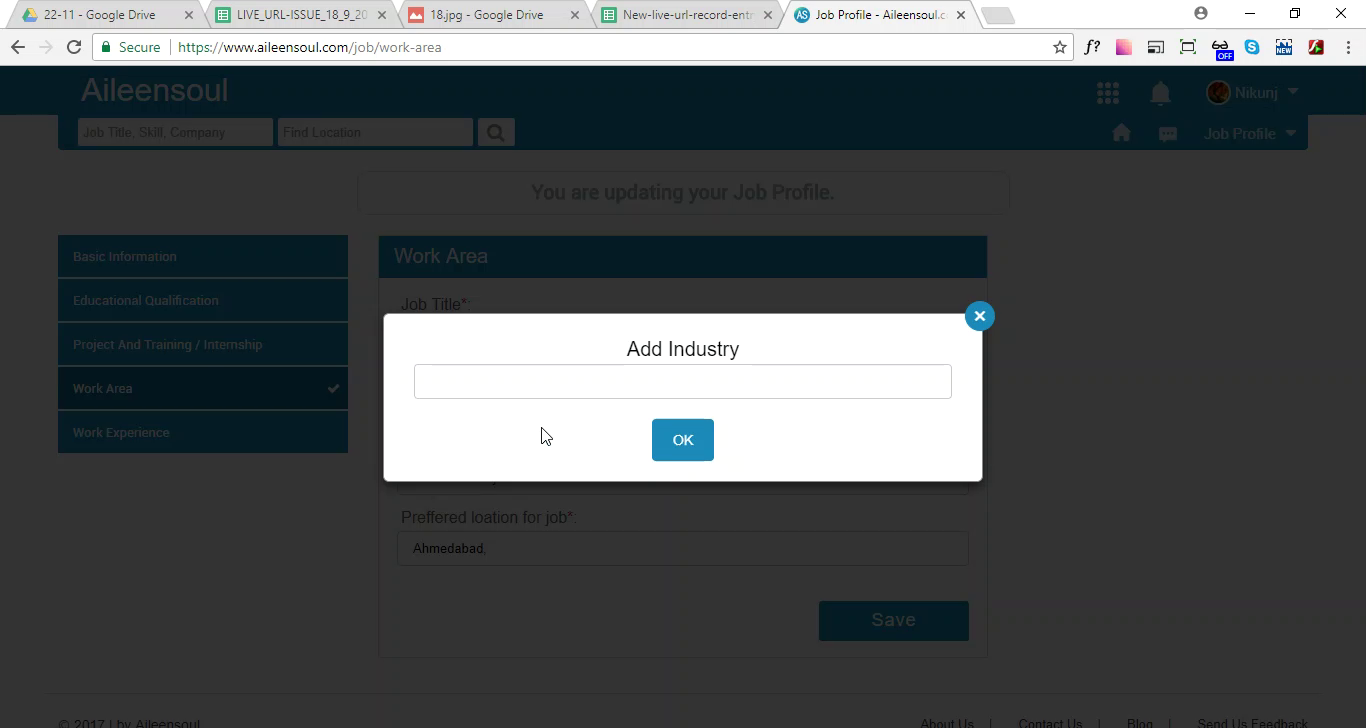 22-11 - Google Drive
LIVE_URL-ISSUE_18_9_20
18.jpg - Google Drive
New-live-url-record-entr
Job Profile - Aileensoul.c
Secure
https://www.aileensoul.com/job/work-area
f?
OFF
NEW
Aileensoul
Nikunj
Job Title, Skill, Company
Find Location
Job Profile
You are updating your Job Profile.
Basic Information
Educational Qualification
Project And Training / Internship
Work Area
Work Experience
Work Area
Job Title*:
Add Industry
OK
Preffered loation for job*:
Ahmedabad,
Save
© 2017 | by Aileensoul
About Us | Contact Us | Blog | Send Us Feedback